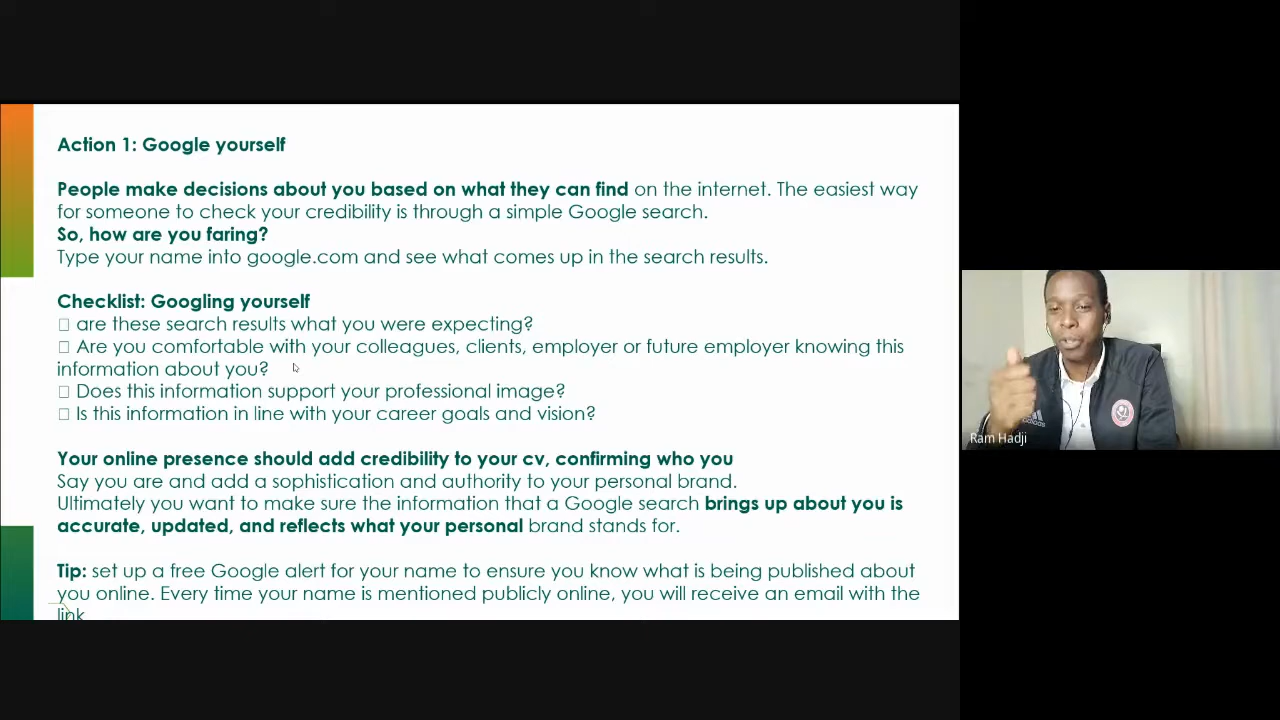 Action 1: Google yourself
People make decisions about you based on what they can find on the internet. The easiest way
for someone to check your credibility is through a simple Google search.
So, how are you faring?
Type your name into google.com and see what comes up in the search results.
Checklist: Googling yourself
□ are these search results what you were expecting?
□ Are you comfortable with your colleagues, clients, employer or future employer knowing this
information about you?
□ Does this information support your professional image?
□ Is this information in line with your career goals and vision?
Your online presence should add credibility to your cv, confirming who you
Say you are and add a sophistication and authority to your personal brand.
Ultimately you want to make sure the information that a Google search brings up about you is
accurate, updated, and reflects what your personal brand stands for.
Tip: set up a free Google alert for your name to ensure you know what is being published about
you online. Every time your name is mentioned publicly online, you will receive an email with the
link
adidas
Ram Hadji